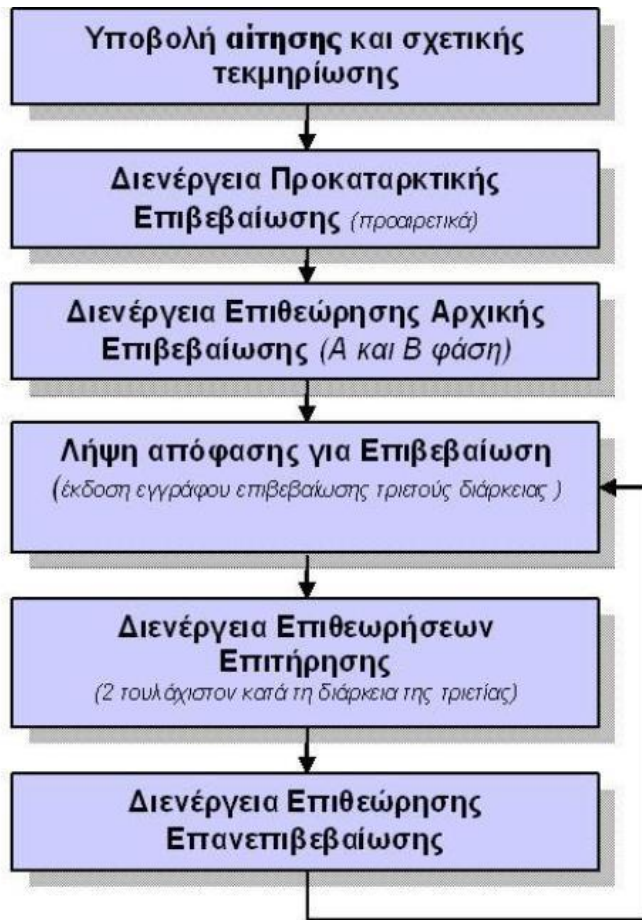 Υποβολή αίτησης και σχετικής
τεκμηρίωσης
Διενέργεια Προκαταρκτικής
Επιβεβαίωσης (προαιρετικά)
Διενέργεια Επιθεώρησης Αρχικής
Επιβεβαίωσης (Α και Β φάση)
Λήψη απόφασης για Επιβεβαίωση
(έκδοση εγγράφου επιβεβαίωσης τριετούς διάρκειας )
Διενέργεια Επιθεωρήσεων
Επιτήρησης
(2 τουλάχιστον κατά τη διάρκεια της τριετίας)
Διενέργεια Επιθεώρησης
Επανεπιβεβαίωσης